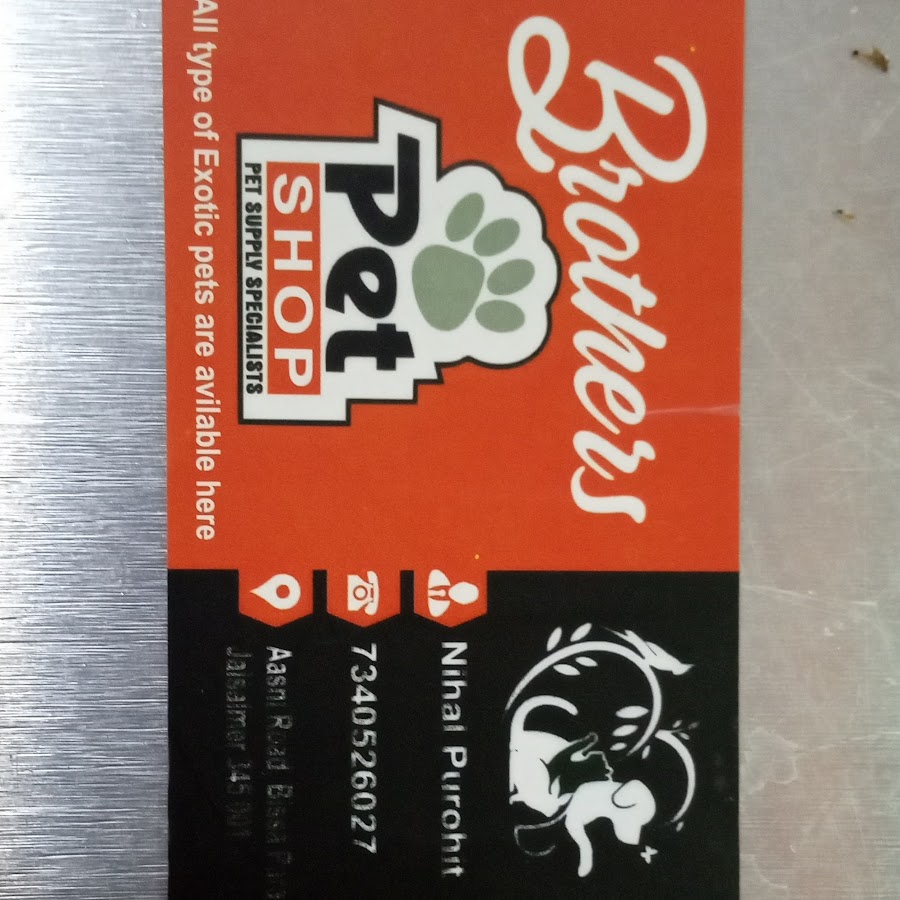 Brothers
Pet
SHOP
PET SUPPLY SPECIALISTS
All type of Exotic pets are avilable here
Nihal Purohit
7340526027
Aasni Road,
Jaisalmer 345 001